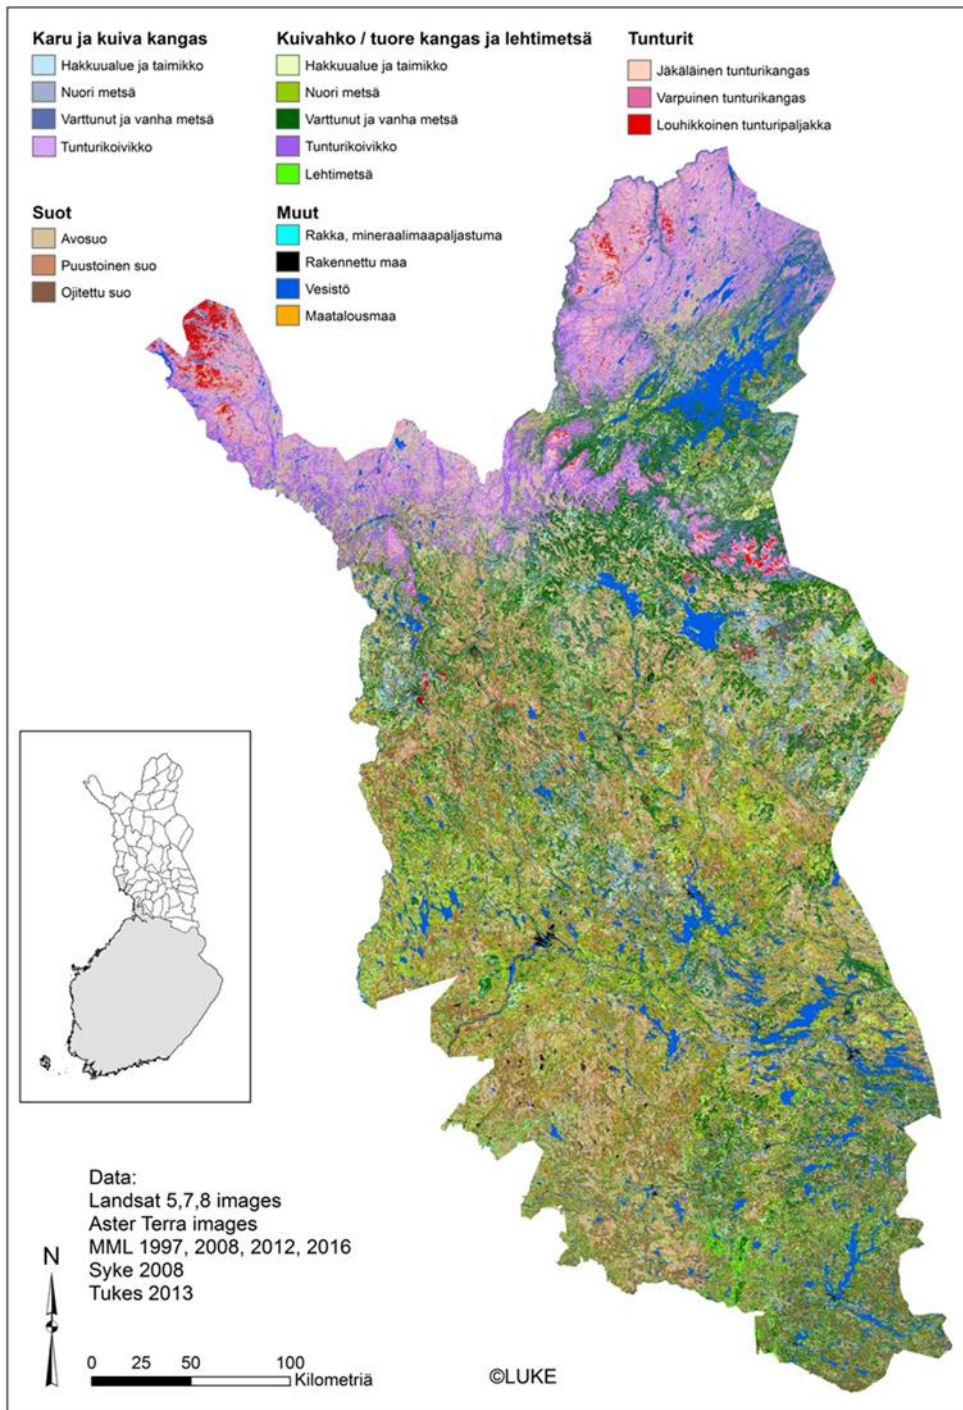 Karu ja kuiva kangas
Hakkuualue ja taimikko
Nuori metsä
Varttunut ja vanha metsä
Tunturikoivikko
Kuivahko / tuore kangas ja lehtimetsä
Hakkuualue ja taimikko
Nuori metsä
Varttunut ja vanha metsä
Tunturikoivikko
Lehtimetsä
Tunturit
Jäkäläinen tunturikangas
Varpuinen tunturikangas
Louhikkoinen tunturipaljakka
Suot
Avosuo
Puustoinen suo
Ojitettu suo
Muut
Rakka, mineraalimaapaljastuma
Rakennettu maa
Vesistö
Maatalousmaa
Data:
Landsat 5,7,8 images
Aster Terra images
MML 1997, 2008, 2012, 2016
Syke 2008
Tukes 2013
N
0 25 50 100
Kilometriä
©LUKE